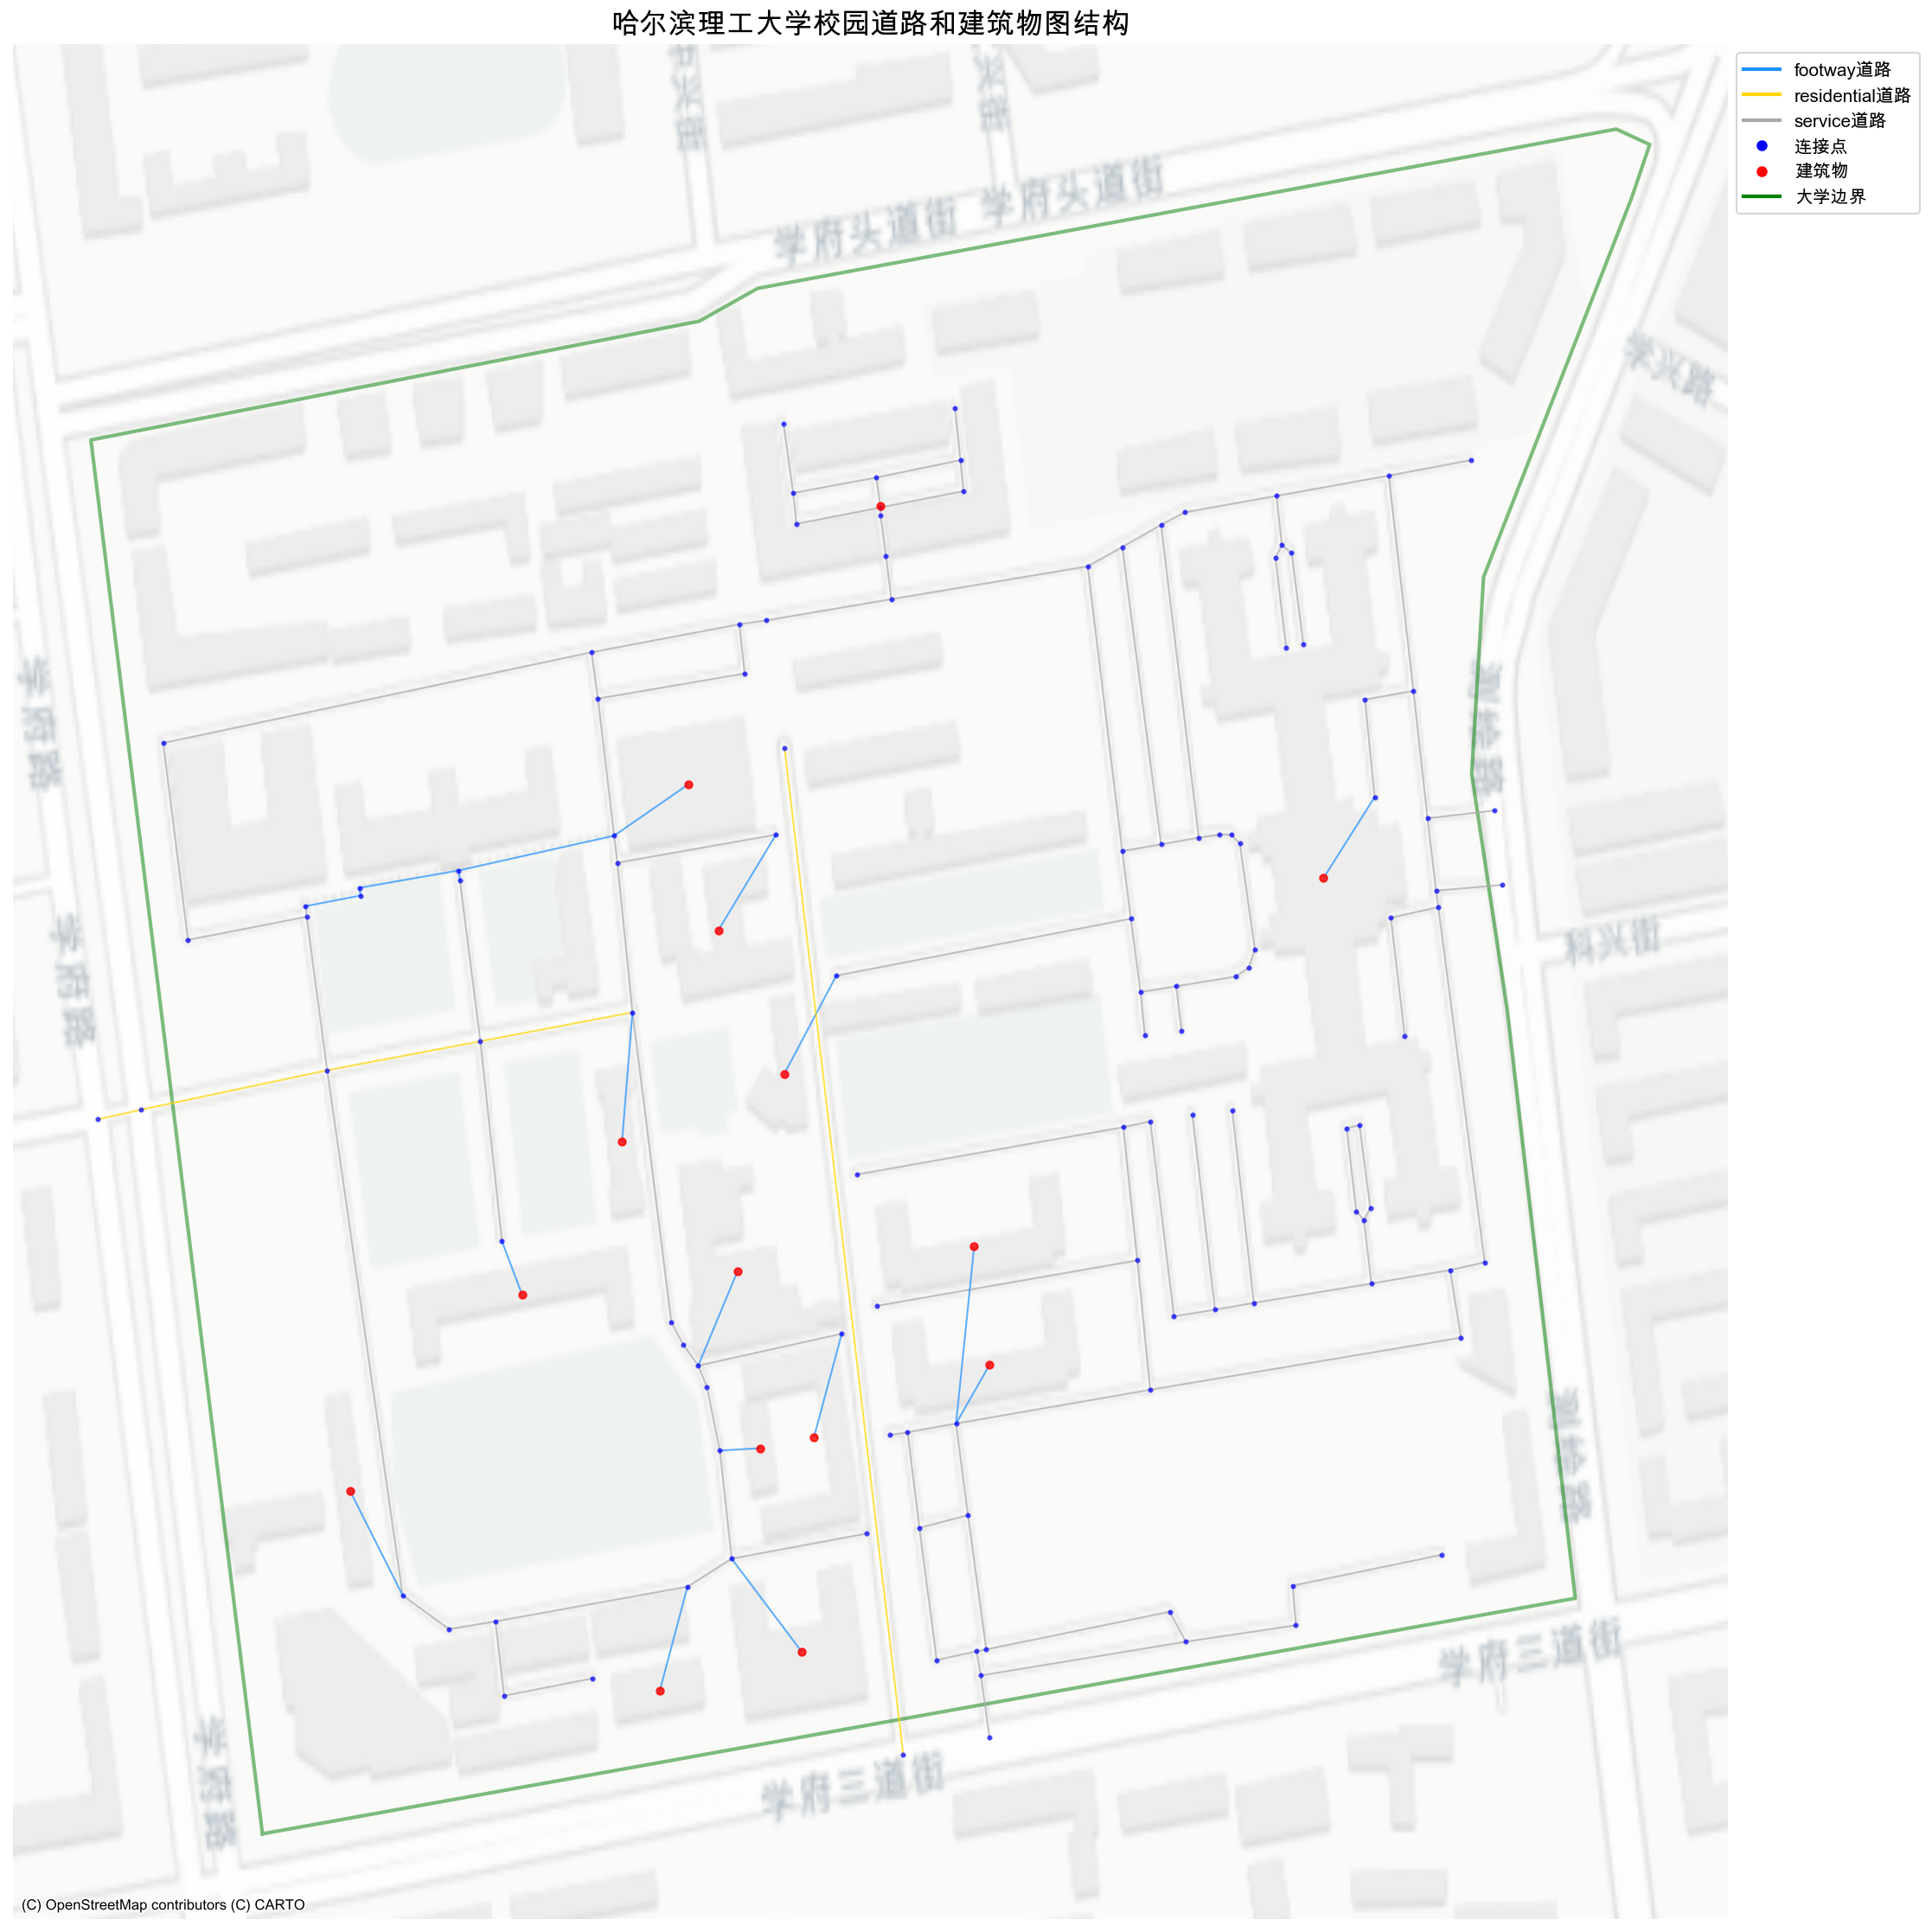 哈尔滨理工大学校园道路和建筑物图结构
footway道路
residential道路
service道路
连接点
建筑物
大学边界
中兴街
兴街
学府头道街 学府头道街
学兴路
学府路
测绘路
学府路
科兴街
测绘路
学府三道街
学府路
学府三道街
(C) OpenStreetMap contributors (C) CARTO